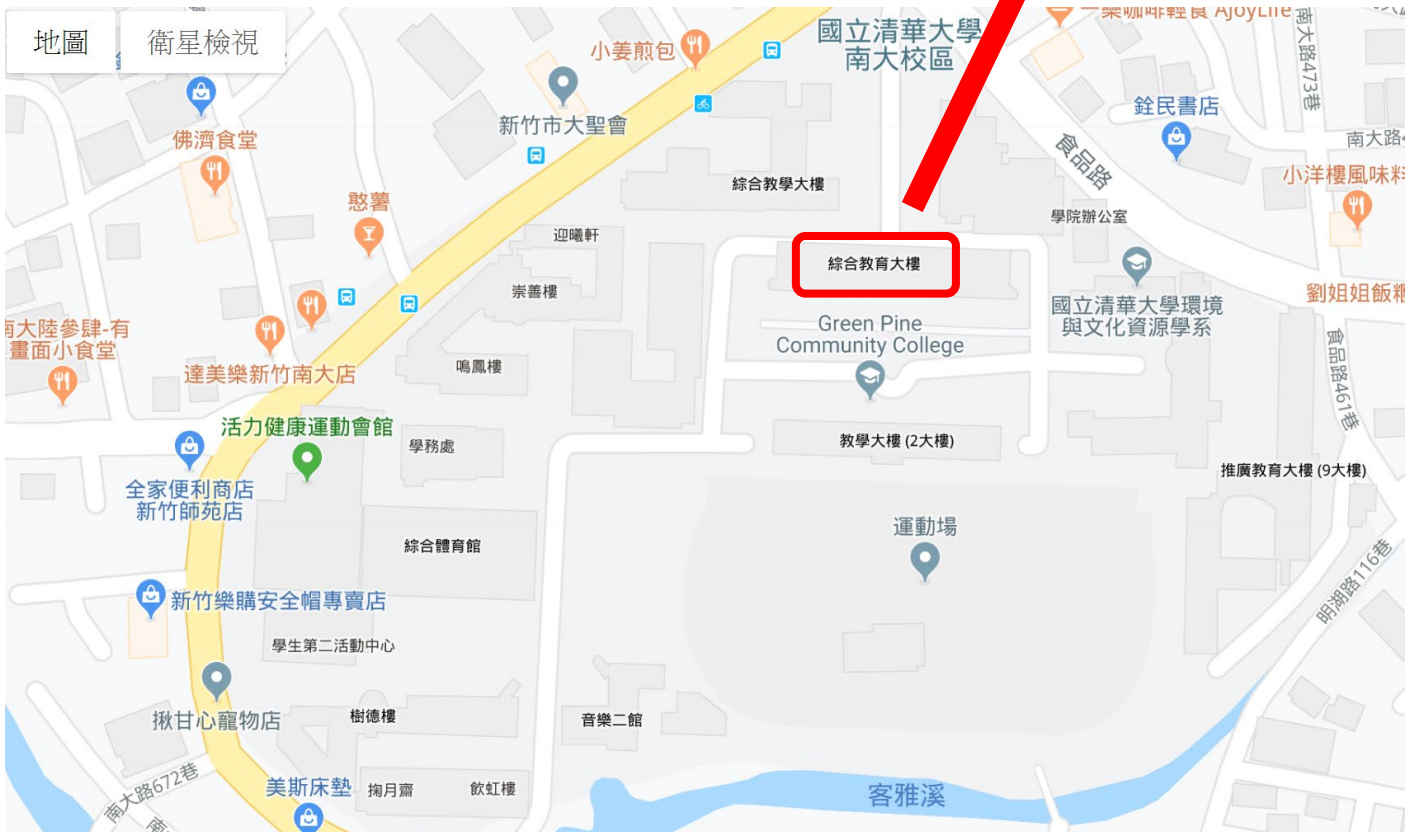 地圖
衛星檢視
小姜煎包
國立清華大學
南大校區
一樂咖啡輕食 AjoyLife
南大路473巷
新竹市大聖會
銓民書店
佛濟食堂
食品路
南大路
小洋樓風味料
綜合教學大樓
憨薯
學院辦公室
迎曦軒
綜合教育大樓
崇善樓
國立清華大學環境
與文化資源學系
劉姐姐飯糰
Green Pine
Community College
南大陸參肆-有
畫面小食堂
鳴鳳樓
食品路461巷
達美樂新竹南大店
活力健康運動會館
學務處
教學大樓 (2大樓)
推廣教育大樓 (9大樓)
全家便利商店
新竹師苑店
運動場
綜合體育館
明湖路116巷
新竹樂購安全帽專賣店
學生第二活動中心
揪甘心寵物店
樹德樓
音樂二館
南大路672巷
美斯床墊
掬月齋
飲虹樓
客雅溪